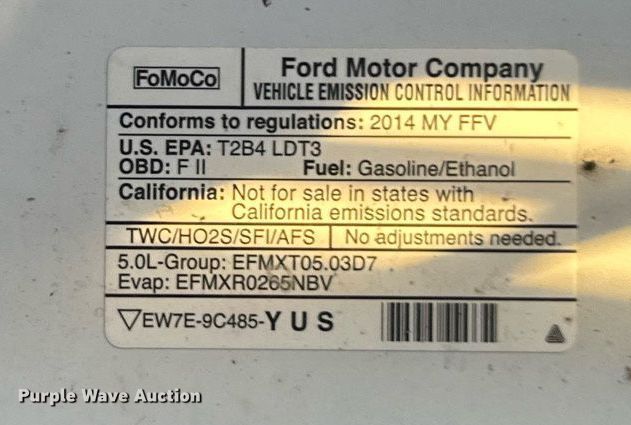 FoMoCo
Ford Motor Company
VEHICLE EMISSION CONTROL INFORMATION
Conforms to regulations: 2014 MY FFV
U.S. EPA: T2B4 LDT3
OBD: F II Fuel: Gasoline/Ethanol
California: Not for sale in states with
California emissions standards.
TWC/HO2S/SFI/AFS No adjustments needed.
5.0L-Group: EFMXT05.03D7
Evap: EFMXR0265NBV
▽EW7E-9C485-Y U S
Purple Wave Auction